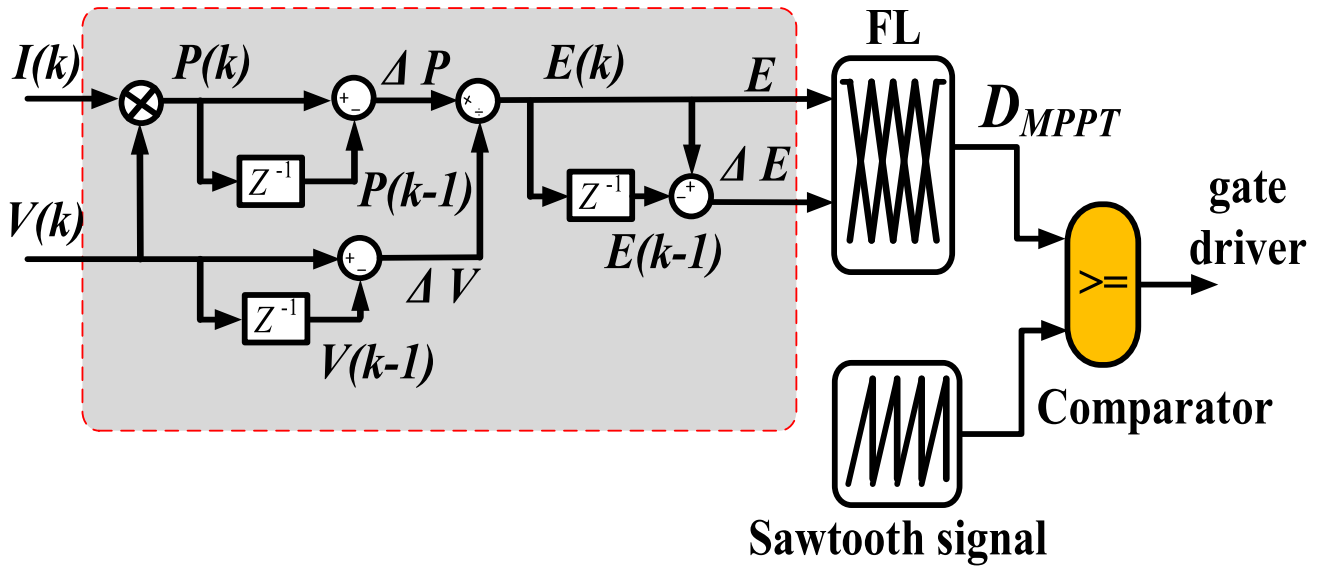 I(k)
P(k)
Δ P
E(k)
E
FL
+
−
×
÷
D_MPPT
Z⁻¹
P(k-1)
Z⁻¹
+
−
Δ E
V(k)
E(k-1)
gate
driver
+
−
Δ V
>=
Z⁻¹
V(k-1)
Comparator
Sawtooth signal